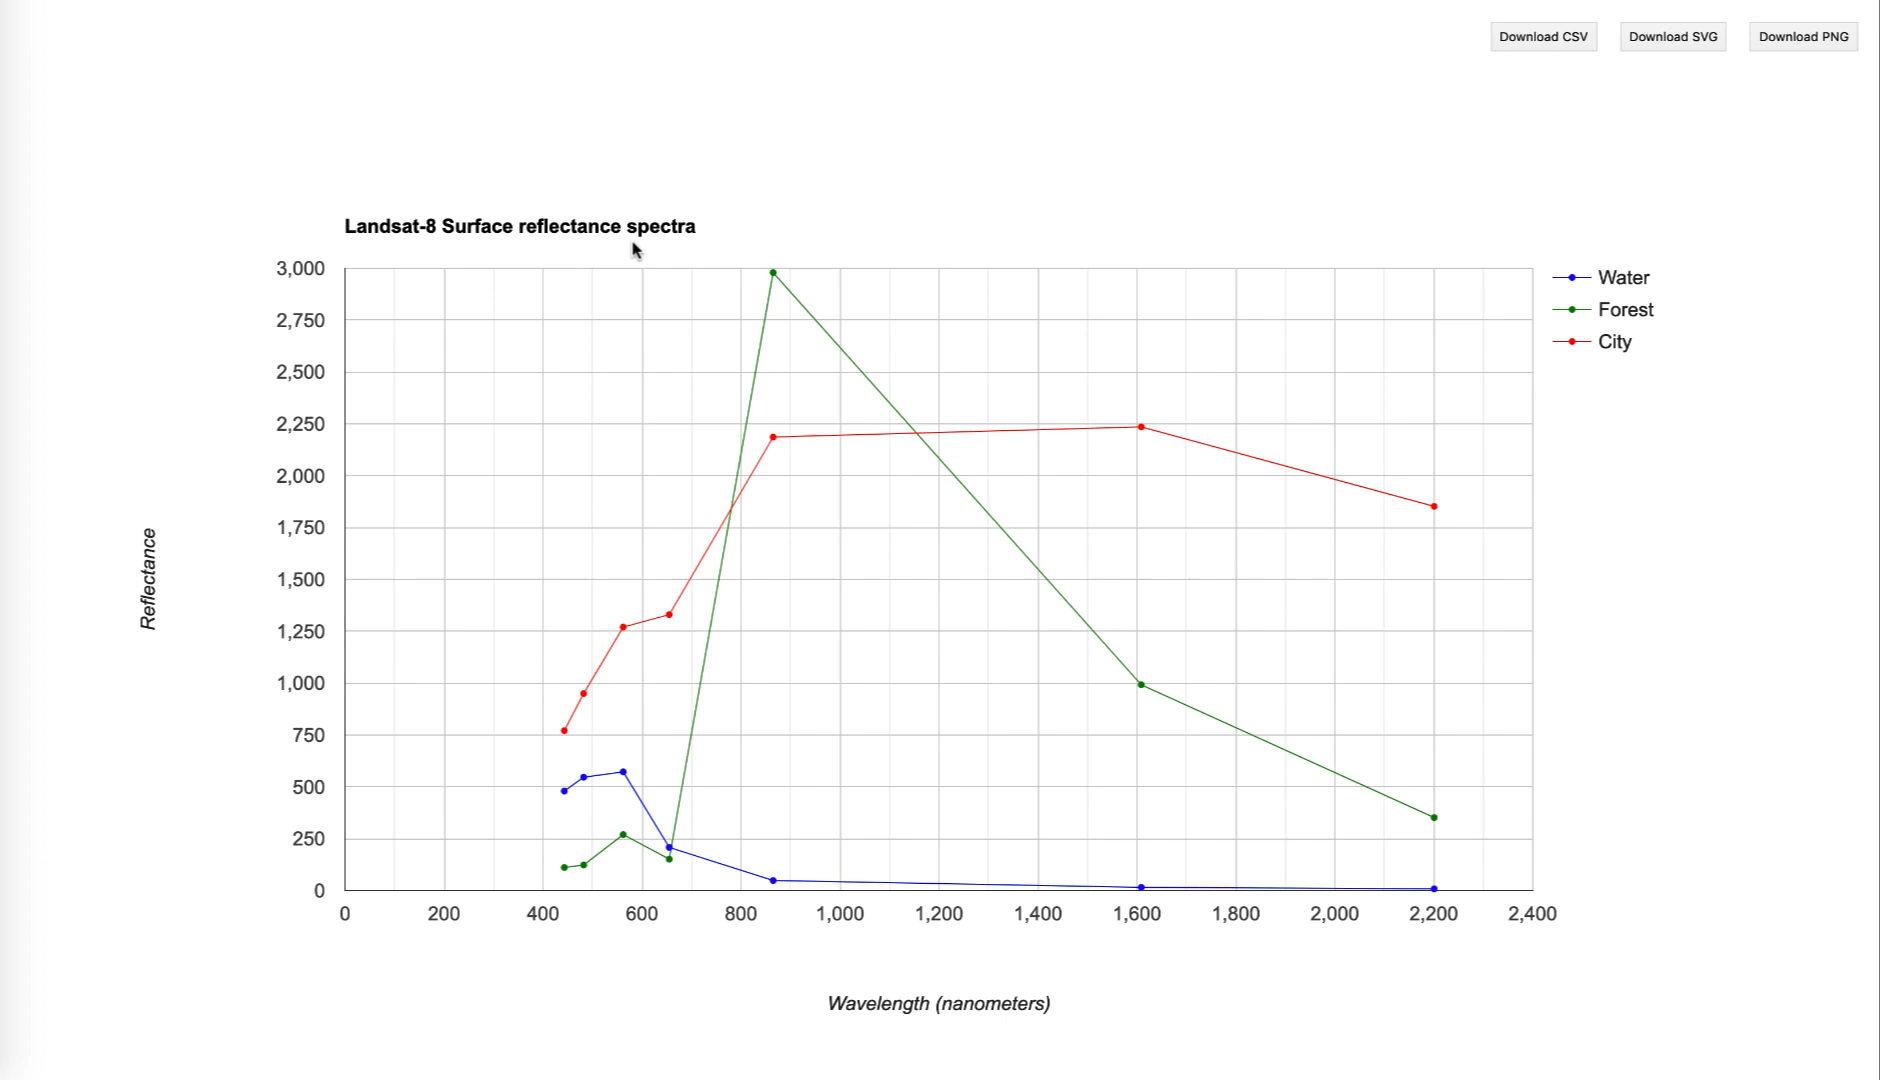 Download CSV
Download SVG
Download PNG
Landsat-8 Surface reflectance spectra
3,000
2,750
2,500
2,250
2,000
1,750
1,500
1,250
1,000
750
500
250
0
Reflectance
0 200 400 600 800 1,000 1,200 1,400 1,600 1,800 2,000 2,200 2,400
Wavelength (nanometers)
Water
Forest
City